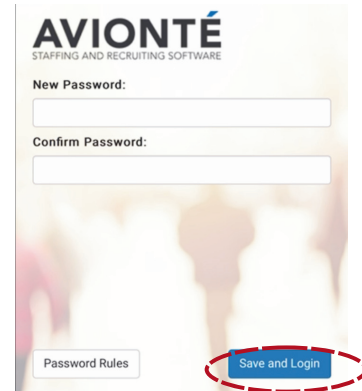 AVIONTÉ
STAFFING AND RECRUITING SOFTWARE
New Password:
Confirm Password:
Password Rules
Save and Login